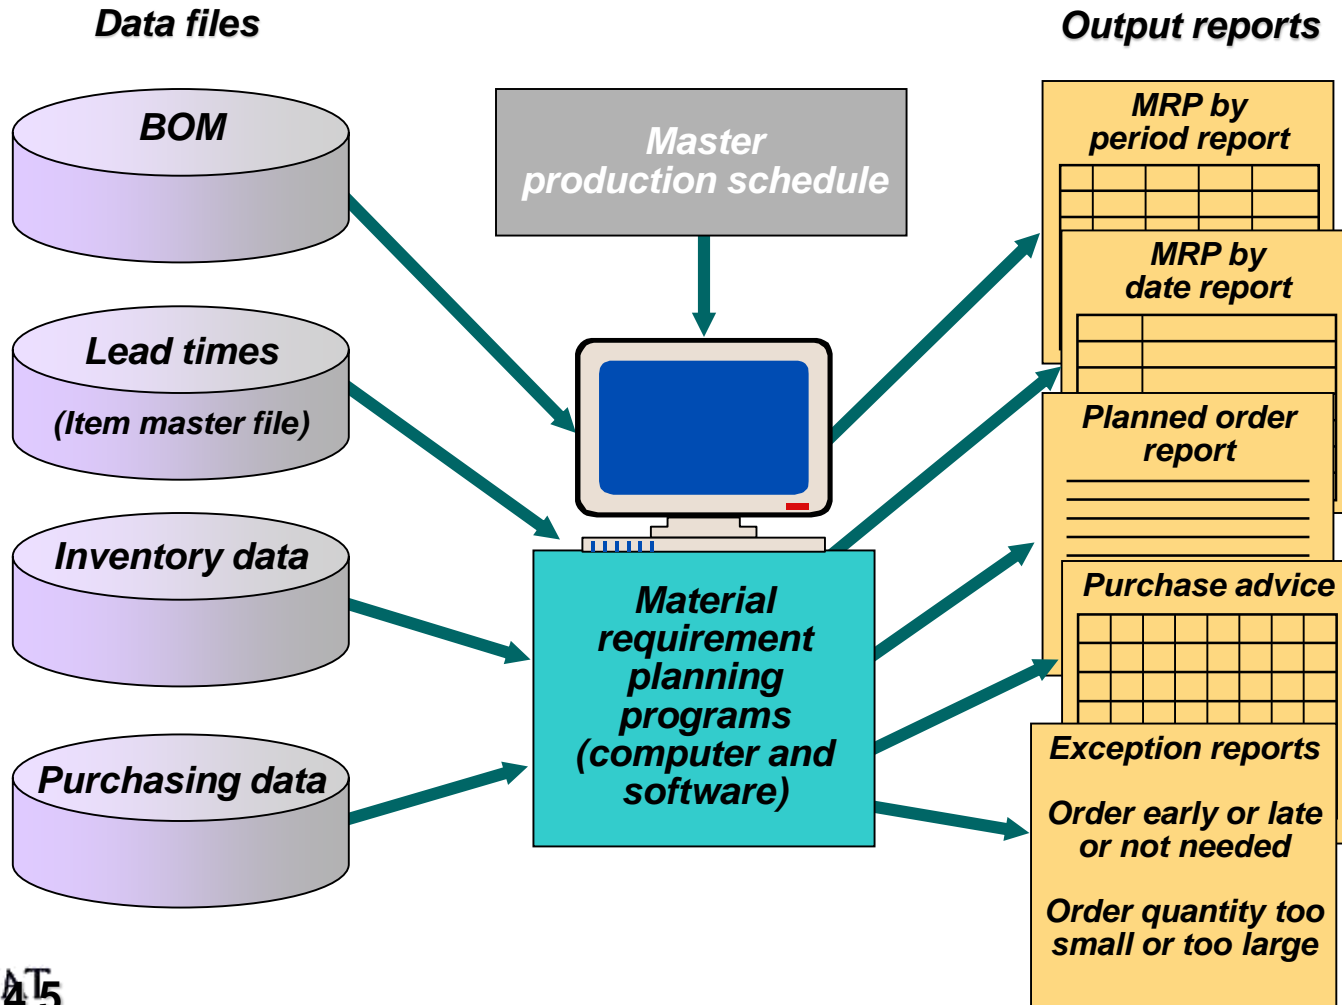 Data files
Output reports
BOM
Lead times
(Item master file)
Inventory data
Purchasing data
Master
production schedule
Material
requirement
planning
programs
(computer and
software)
MRP by
period report
MRP by
date report
Planned order
report
Purchase advice
Exception reports
Order early or late
or not needed
Order quantity too
small or too large